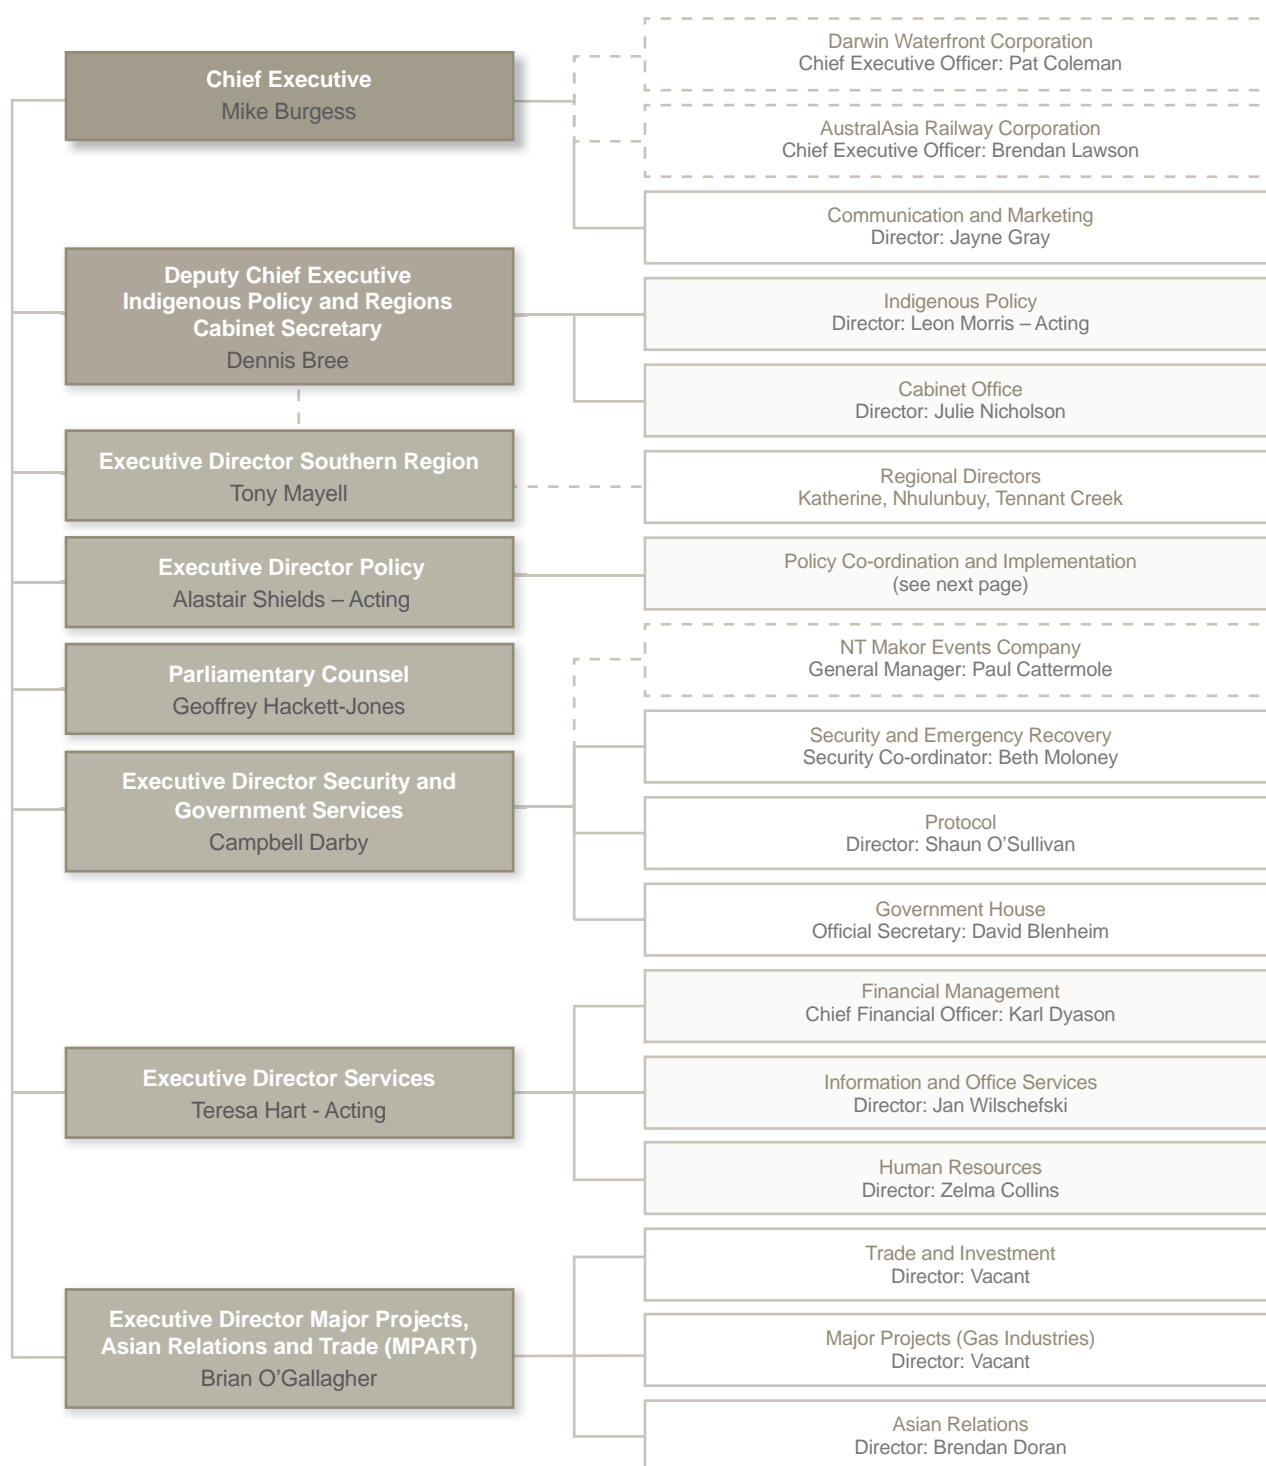 Chief Executive
Mike Burgess
Darwin Waterfront Corporation
Chief Executive Officer: Pat Coleman
AustralAsia Railway Corporation
Chief Executive Officer: Brendan Lawson
Communication and Marketing
Director: Jayne Gray
Deputy Chief Executive
Indigenous Policy and Regions
Cabinet Secretary
Dennis Bree
Indigenous Policy
Director: Leon Morris – Acting
Cabinet Office
Director: Julie Nicholson
Executive Director Southern Region
Tony Mayell
Regional Directors
Katherine, Nhulunbuy, Tennant Creek
Executive Director Policy
Alastair Shields – Acting
Policy Co-ordination and Implementation
(see next page)
Parliamentary Counsel
Geoffrey Hackett-Jones
Executive Director Security and
Government Services
Campbell Darby
NT Makor Events Company
General Manager: Paul Cattermole
Security and Emergency Recovery
Security Co-ordinator: Beth Moloney
Protocol
Director: Shaun O’Sullivan
Government House
Official Secretary: David Blenheim
Executive Director Services
Teresa Hart - Acting
Financial Management
Chief Financial Officer: Karl Dyason
Information and Office Services
Director: Jan Wilschefski
Human Resources
Director: Zelma Collins
Executive Director Major Projects,
Asian Relations and Trade (MPART)
Brian O’Gallagher
Trade and Investment
Director: Vacant
Major Projects (Gas Industries)
Director: Vacant
Asian Relations
Director: Brendan Doran